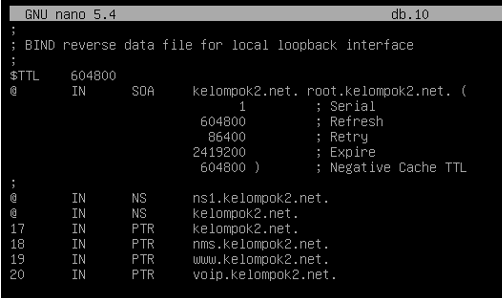 GNU nano 5.4 db.10
;
; BIND reverse data file for local loopback interface
;
$TTL 604800
@ IN SOA kelompok2.net. root.kelompok2.net. (
1 ; Serial
604800 ; Refresh
86400 ; Retry
2419200 ; Expire
604800 ) ; Negative Cache TTL
;
@ IN NS ns1.kelompok2.net.
@ IN NS kelompok2.net.
17 IN PTR kelompok2.net.
18 IN PTR nms.kelompok2.net.
19 IN PTR www.kelompok2.net.
20 IN PTR voip.kelompok2.net.